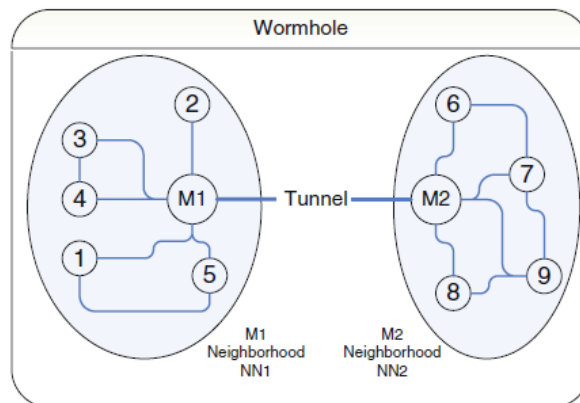 Wormhole
2
6
3
7
4
M1
Tunnel
M2
1
5
8
9
M1
Neighborhood
NN1
M2
Neighborhood
NN2